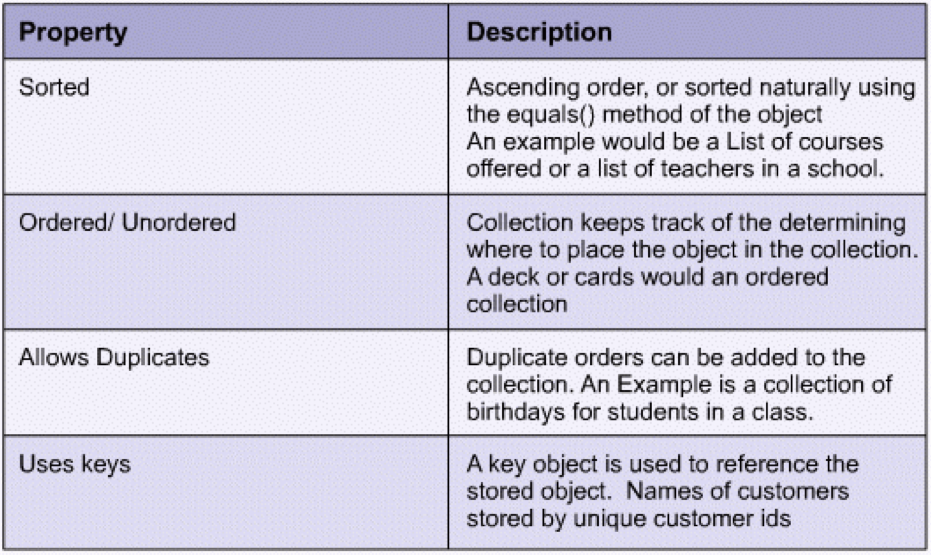 Property
Description
Sorted
Ascending order, or sorted naturally using
the equals() method of the object
An example would be a List of courses
offered or a list of teachers in a school.
Ordered/ Unordered
Collection keeps track of the determining
where to place the object in the collection.
A deck or cards would an ordered
collection
Allows Duplicates
Duplicate orders can be added to the
collection. An Example is a collection of
birthdays for students in a class.
Uses keys
A key object is used to reference the
stored object.  Names of customers
stored by unique customer ids